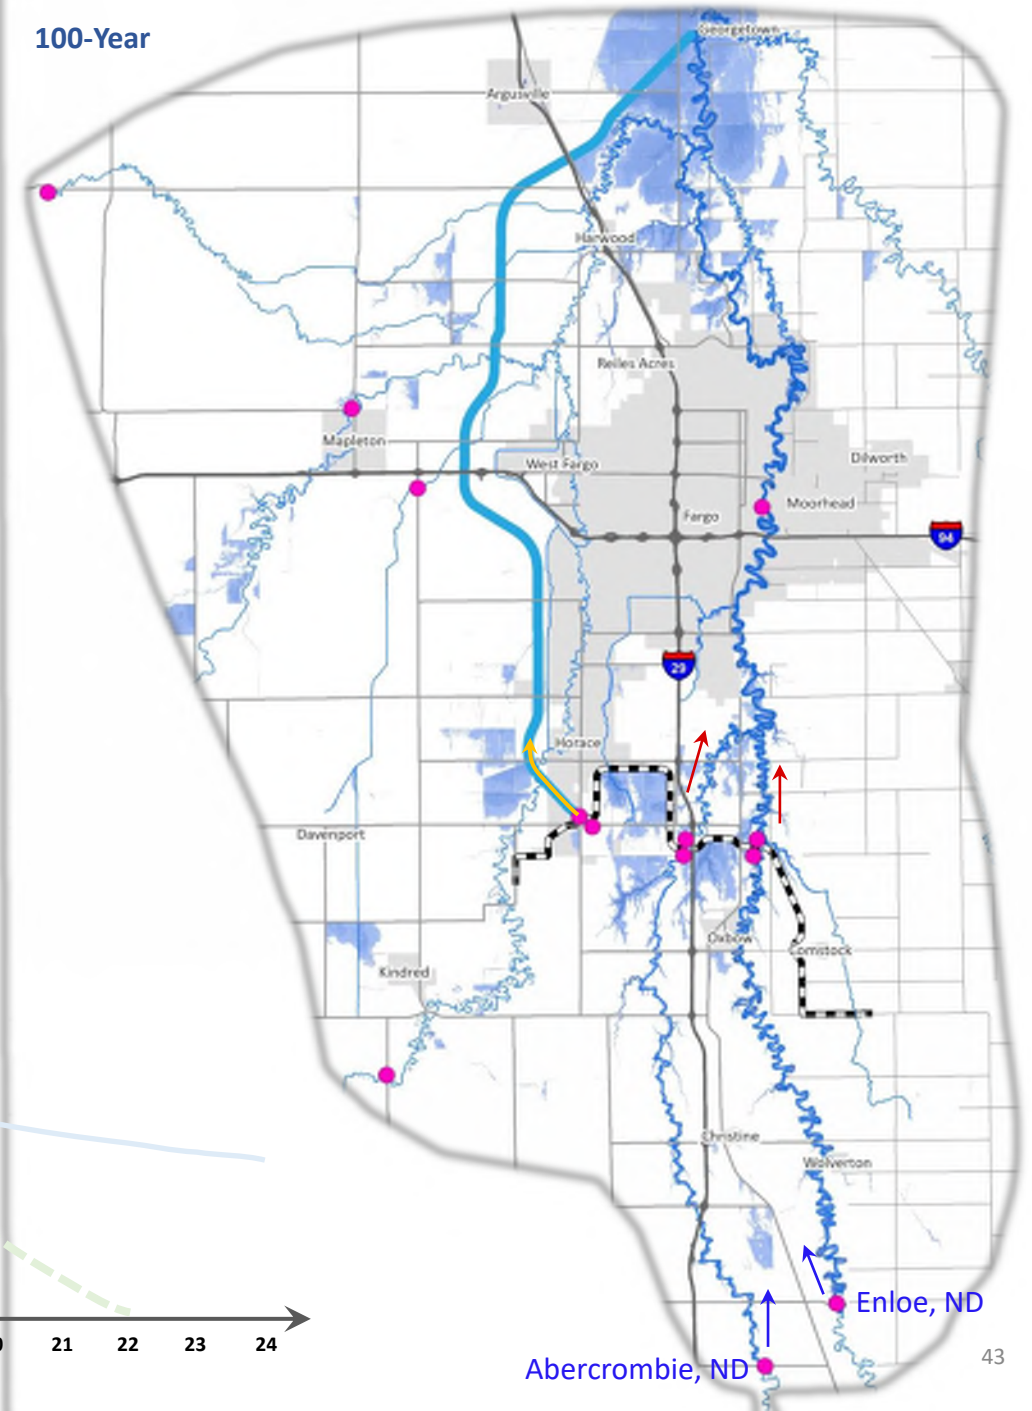 100-Year
Georgetown
Argusville
Harwood
Reiles Acres
Mapleton
West Fargo
Dilworth
Moorhead
Fargo
94
29
Horace
Davenport
Oxbow
Comstock
Kindred
Christine
Wolverton
Enloe, ND
21 22 23 24
43
Abercrombie, ND